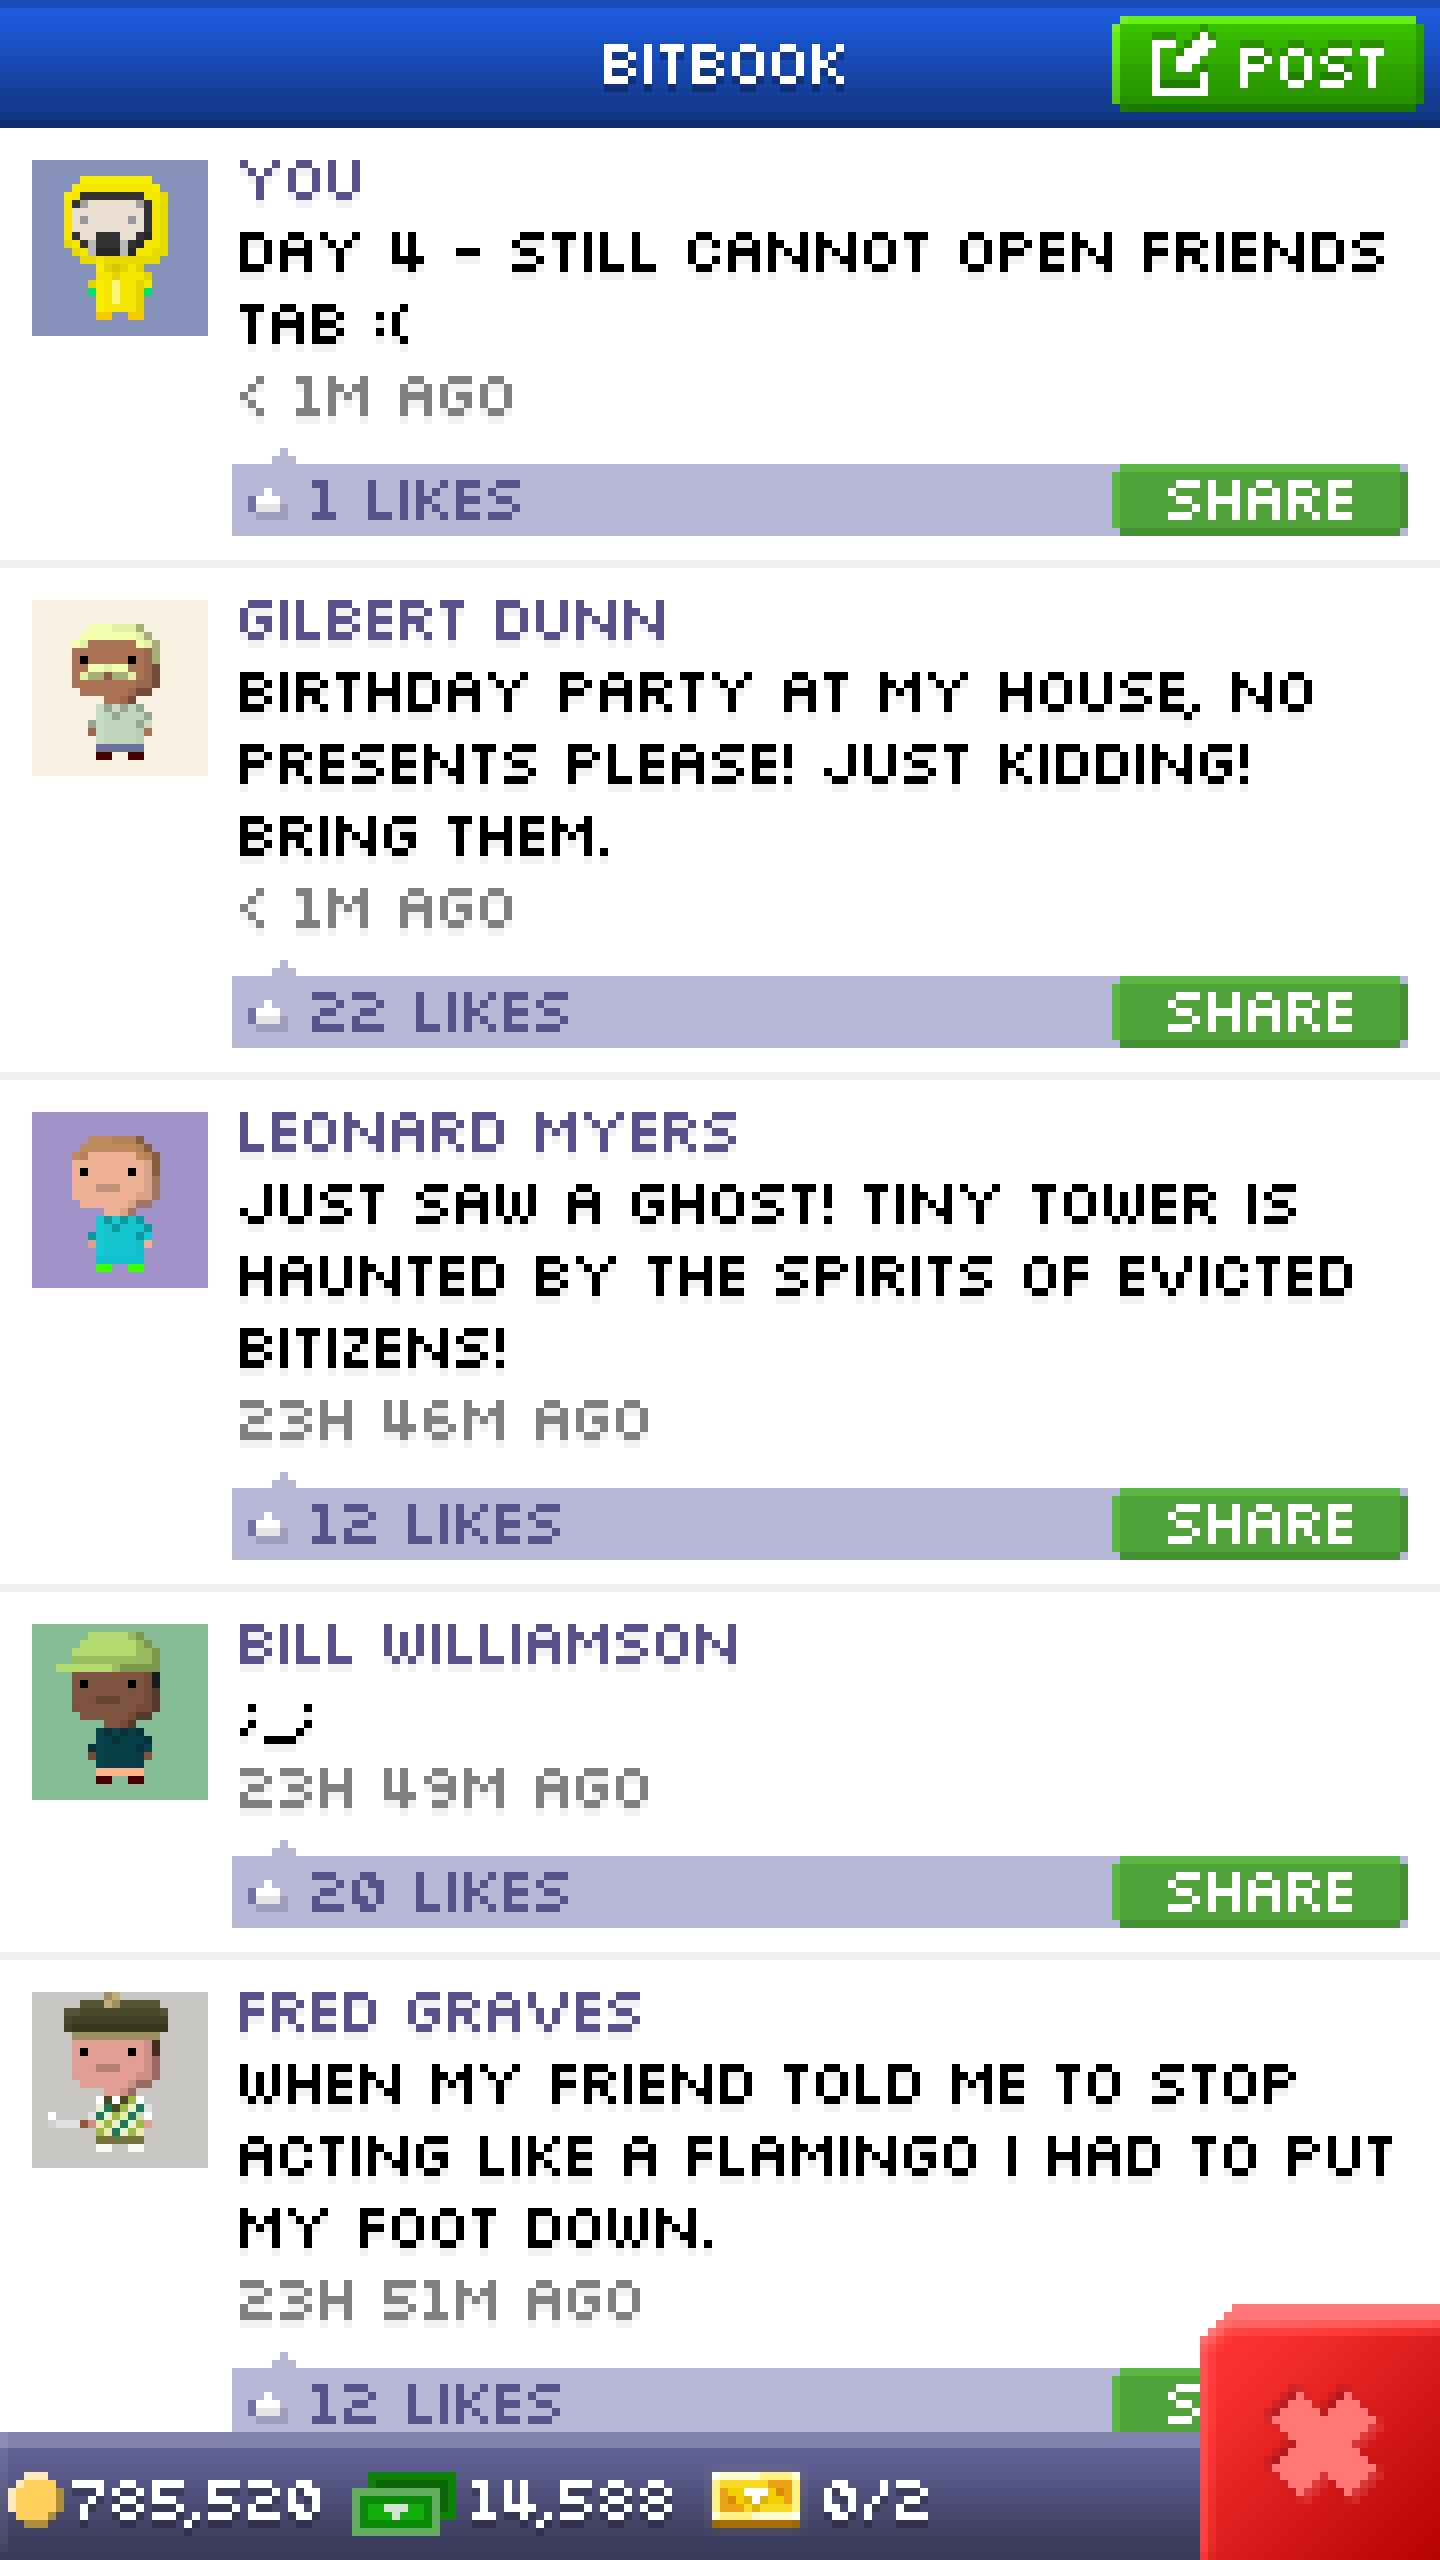 BITBOOK
POST
YOU
DAY 4 - STILL CANNOT OPEN FRIENDS
TAB :(
< 1M AGO
1 LIKES
SHARE
GILBERT DUNN
BIRTHDAY PARTY AT MY HOUSE, NO
PRESENTS PLEASE! JUST KIDDING!
BRING THEM.
< 1M AGO
22 LIKES
SHARE
LEONARD MYERS
JUST SAW A GHOST! TINY TOWER IS
HAUNTED BY THE SPIRITS OF EVICTED
BITIZENS!
23H 46M AGO
12 LIKES
SHARE
BILL WILLIAMSON
;_;
23H 49M AGO
20 LIKES
SHARE
FRED GRAVES
WHEN MY FRIEND TOLD ME TO STOP
ACTING LIKE A FLAMINGO I HAD TO PUT
MY FOOT DOWN.
23H 51M AGO
12 LIKES
S
785,520
14,588
0/2